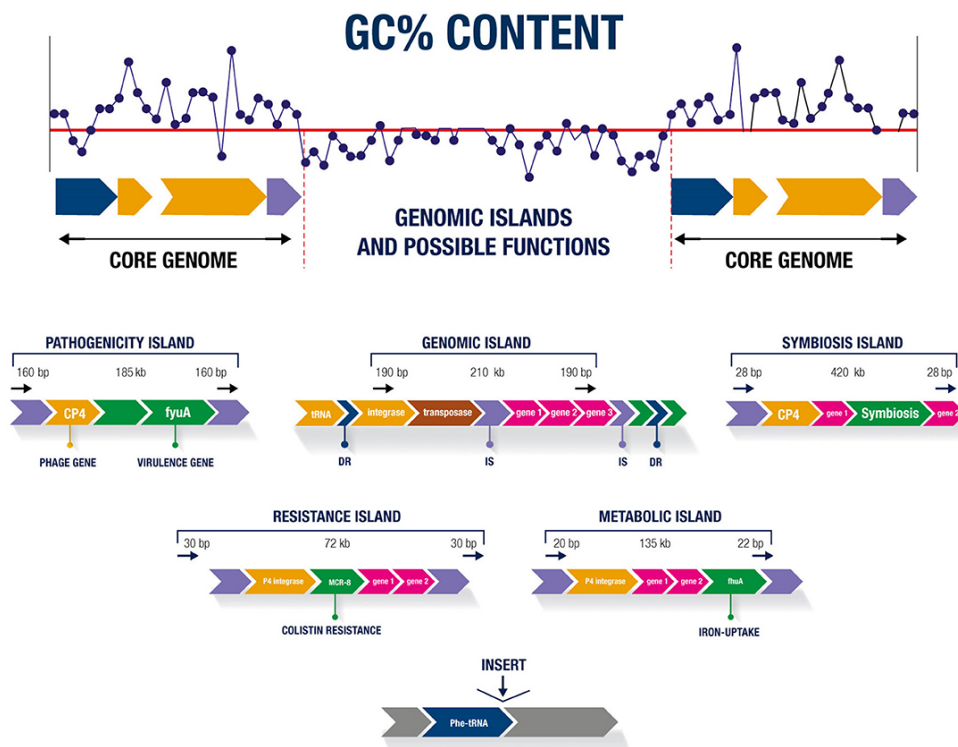 GC% CONTENT
GENOMIC ISLANDS
AND POSSIBLE FUNCTIONS
CORE GENOME
CORE GENOME
PATHOGENICITY ISLAND
160 bp 185 kb 160 bp
CP4 fyuA
PHAGE GENE VIRULENCE GENE
GENOMIC ISLAND
190 bp 210 kb 190 bp
tRNA integrase transposase gene 1 gene 2 gene 3
DR IS IS DR
SYMBIOSIS ISLAND
28 bp 420 kb 28 bp
CP4 gene 1 Symbiosis gene 2
RESISTANCE ISLAND
30 bp 72 kb 30 bp
P4 integrase MCR-8 gene 1 gene 2
COLISTIN RESISTANCE
METABOLIC ISLAND
20 bp 135 kb 22 bp
P4 integrase gene 1 gene 2 fhuA
IRON-UPTAKE
INSERT
Phe-tRNA